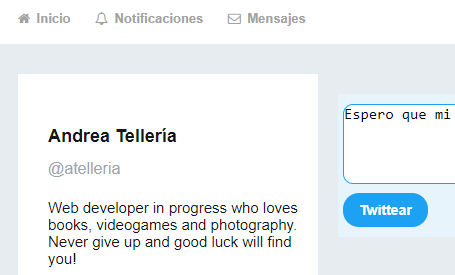 Inicio Notificaciones Mensajes
Andrea Tellería
@atelleria
Web developer in progress who loves
books, videogames and photography.
Never give up and good luck will find
you!
Espero que mi
Twittear